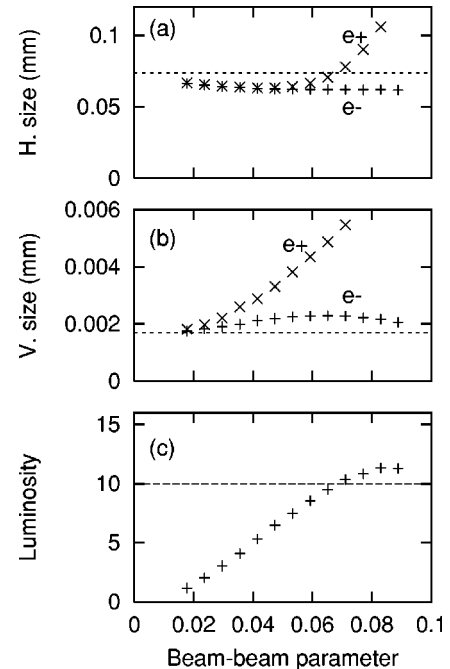 H. size (mm)
0.1
0.05
0
(a)
e+
e-
V. size (mm)
0.006
0.004
0.002
0
(b)
e+
e-
Luminosity
15
10
5
0
(c)
0 0.02 0.04 0.06 0.08 0.1
Beam-beam parameter